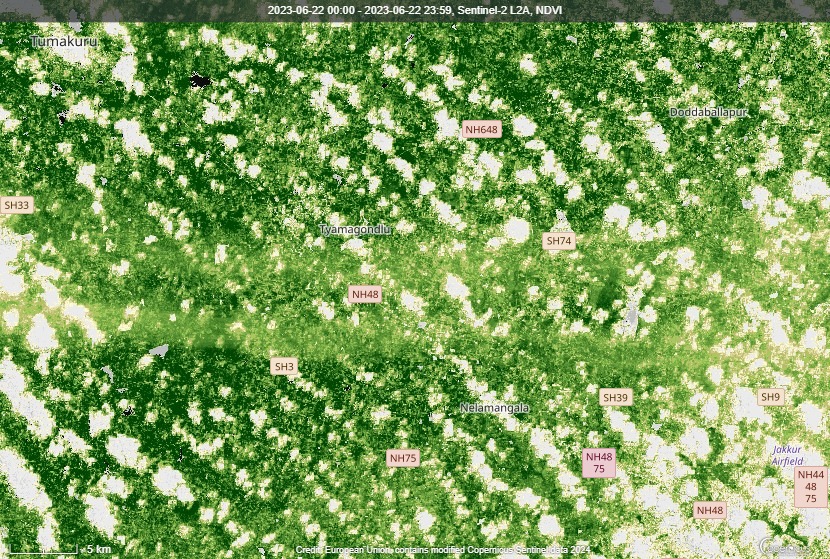 2023-06-22 00:00 - 2023-06-22 23:59, Sentinel-2 L2A, NDVI
Tumakuru
Doddaballapur
NH648
SH33
Tyamagondlu
SH74
NH48
SH3
SH39
SH9
Nelamangala
NH48
75
NH75
Jakkur
Airfield
NH44
48
75
NH48
5 km
Credit: European Union, contains modified Copernicus Sentinel data 2024